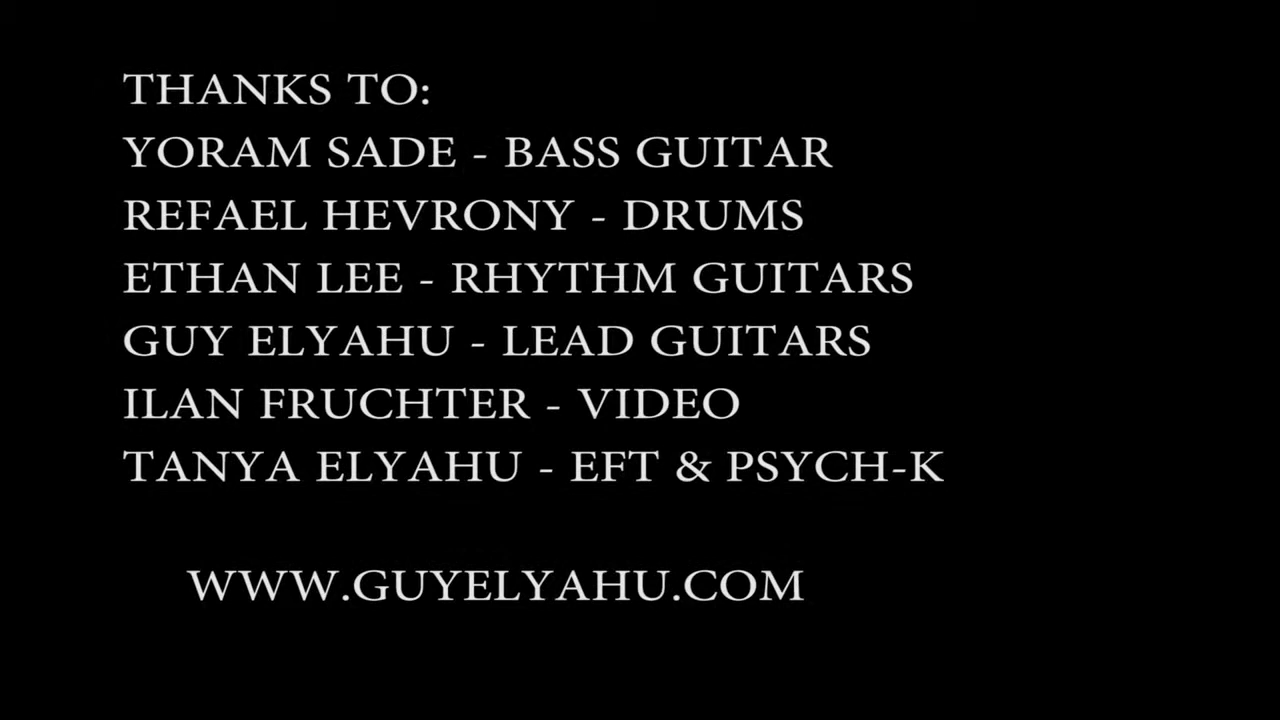 THANKS TO:
YORAM SADE - BASS GUITAR
REFAEL HEVRONY - DRUMS
ETHAN LEE - RHYTHM GUITARS
GUY ELYAHU - LEAD GUITARS
ILAN FRUCHTER - VIDEO
TANYA ELYAHU - EFT & PSYCH-K
WWW.GUYELYAHU.COM